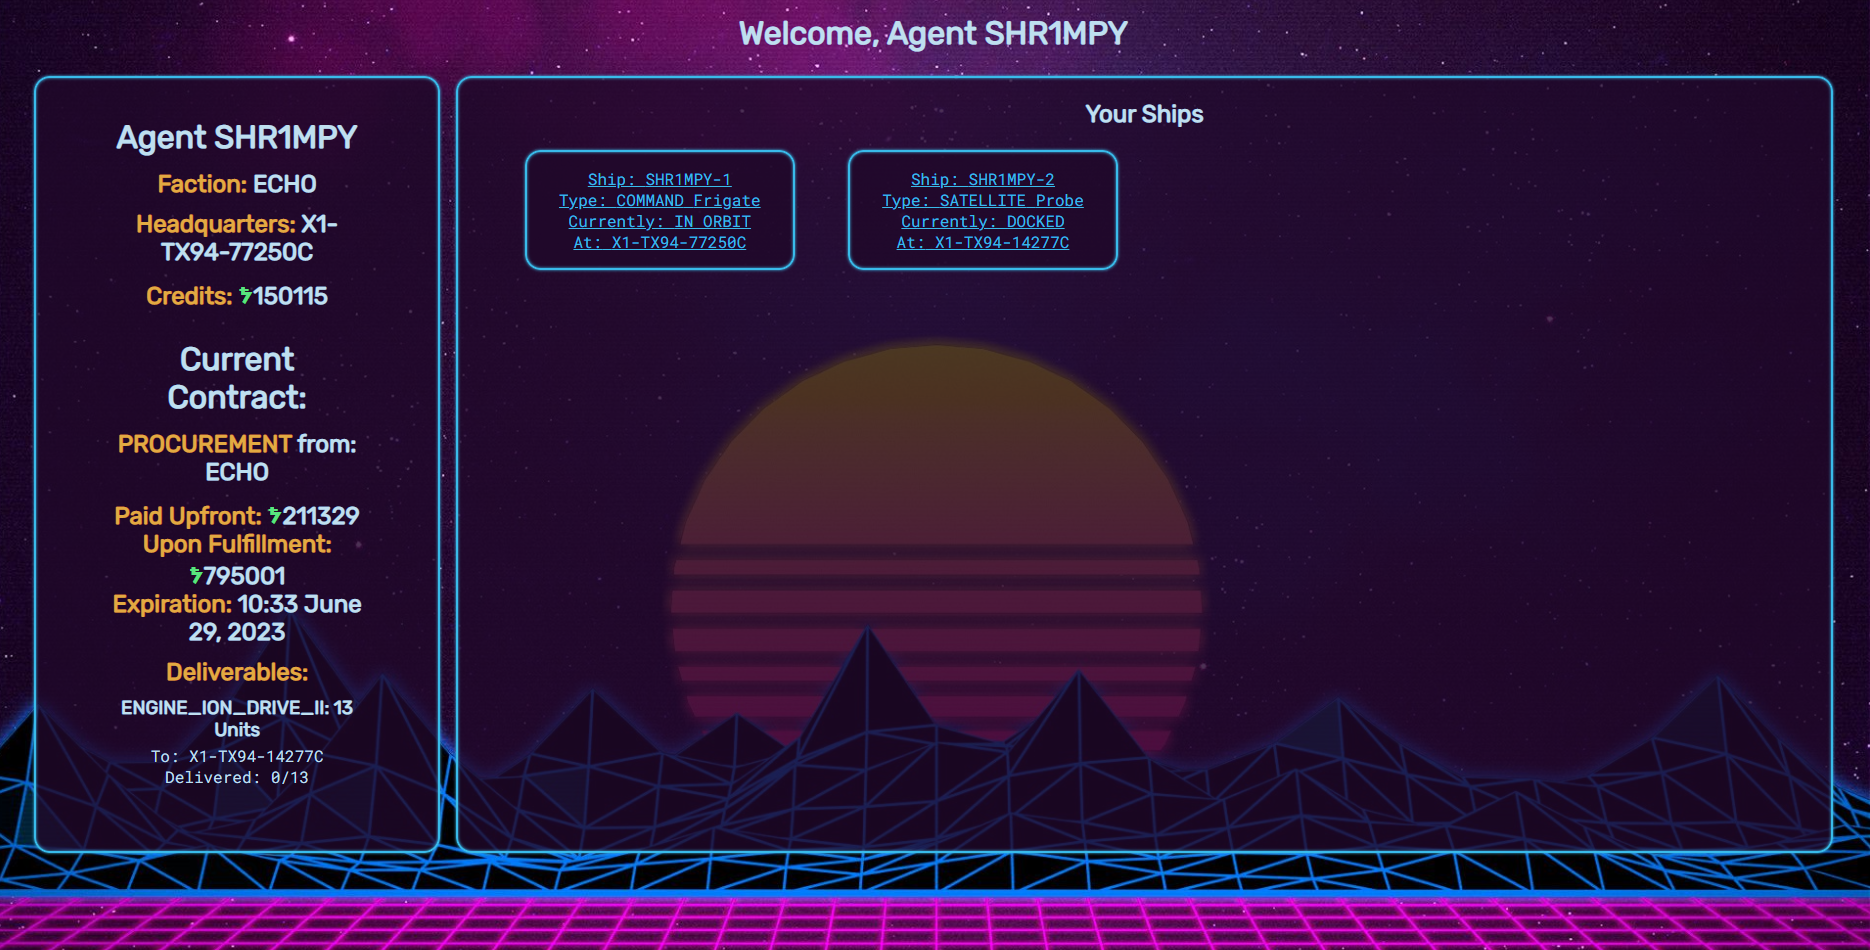 Welcome, Agent SHR1MPY
Agent SHR1MPY
Faction: ECHO
Headquarters: X1-
TX94-77250C
Credits: 150115
Current
Contract:
PROCUREMENT from:
ECHO
Paid Upfront: 211329
Upon Fulfillment:
795001
Expiration: 10:33 June
29, 2023
Deliverables:
ENGINE_ION_DRIVE_II: 13
Units
To: X1-TX94-14277C
Delivered: 0/13
Your Ships
Ship: SHR1MPY-1
Type: COMMAND Frigate
Currently: IN ORBIT
At: X1-TX94-77250C
Ship: SHR1MPY-2
Type: SATELLITE Probe
Currently: DOCKED
At: X1-TX94-14277C